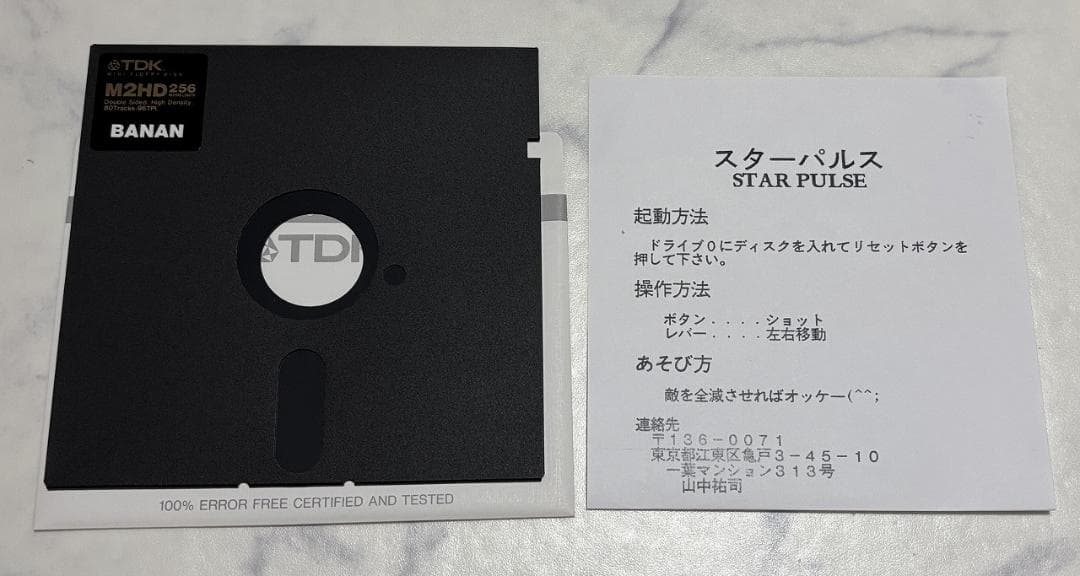 TDK
MINI FLOPPY DISK
M2HD 256
Double Sided, High Density
80Tracks-96TPI
BANAN
TDK
100% ERROR FREE CERTIFIED AND TESTED
スターパルス
STAR PULSE
起動方法
ドライブ0にディスクを入れてリセットボタンを
押して下さい。
操作方法
ボタン....ショット
レバー....左右移動
あそび方
敵を全滅させればオッケー(^^;
連絡先
〒136-0071
東京都江東区亀戸3-45-10
一葉マンション313号
山中祐司